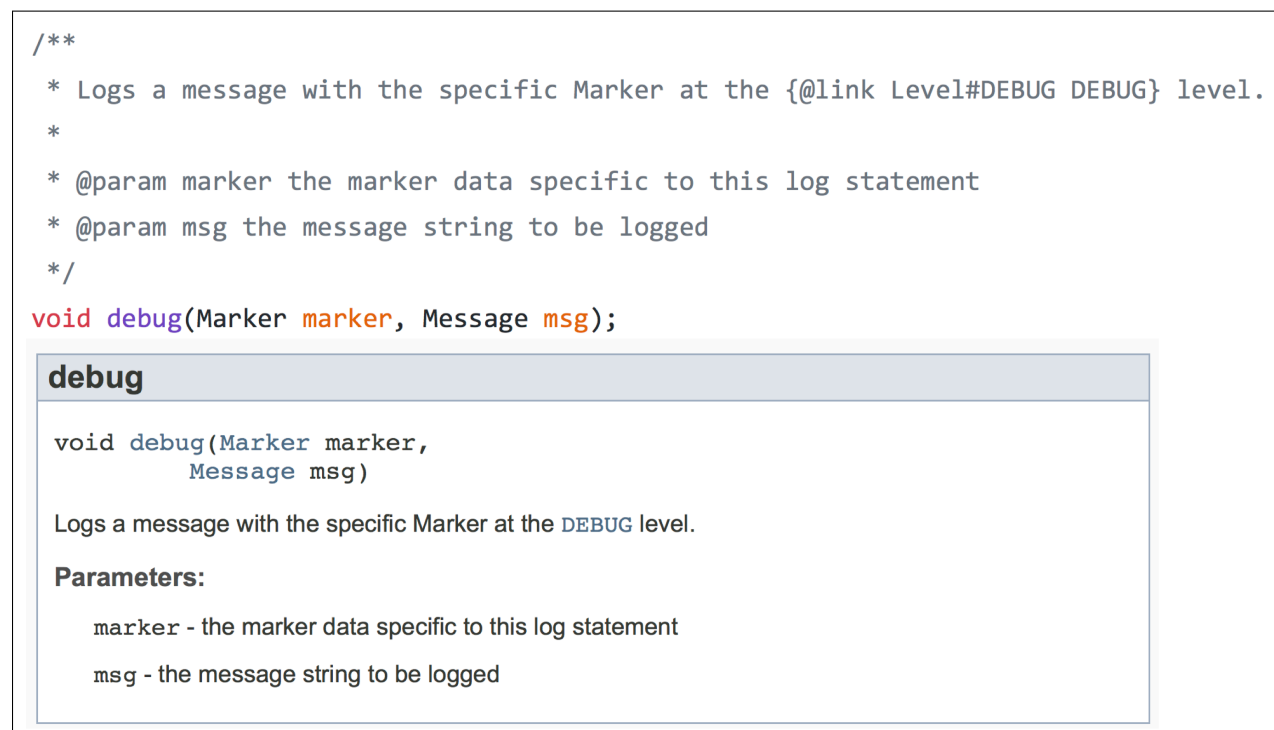 /**
 * Logs a message with the specific Marker at the {@link Level#DEBUG DEBUG} level.
 *
 * @param marker the marker data specific to this log statement
 * @param msg the message string to be logged
 */
void debug(Marker marker, Message msg);
debug
void debug(Marker marker,
         Message msg)
Logs a message with the specific Marker at the DEBUG level.
Parameters:
marker - the marker data specific to this log statement
msg - the message string to be logged